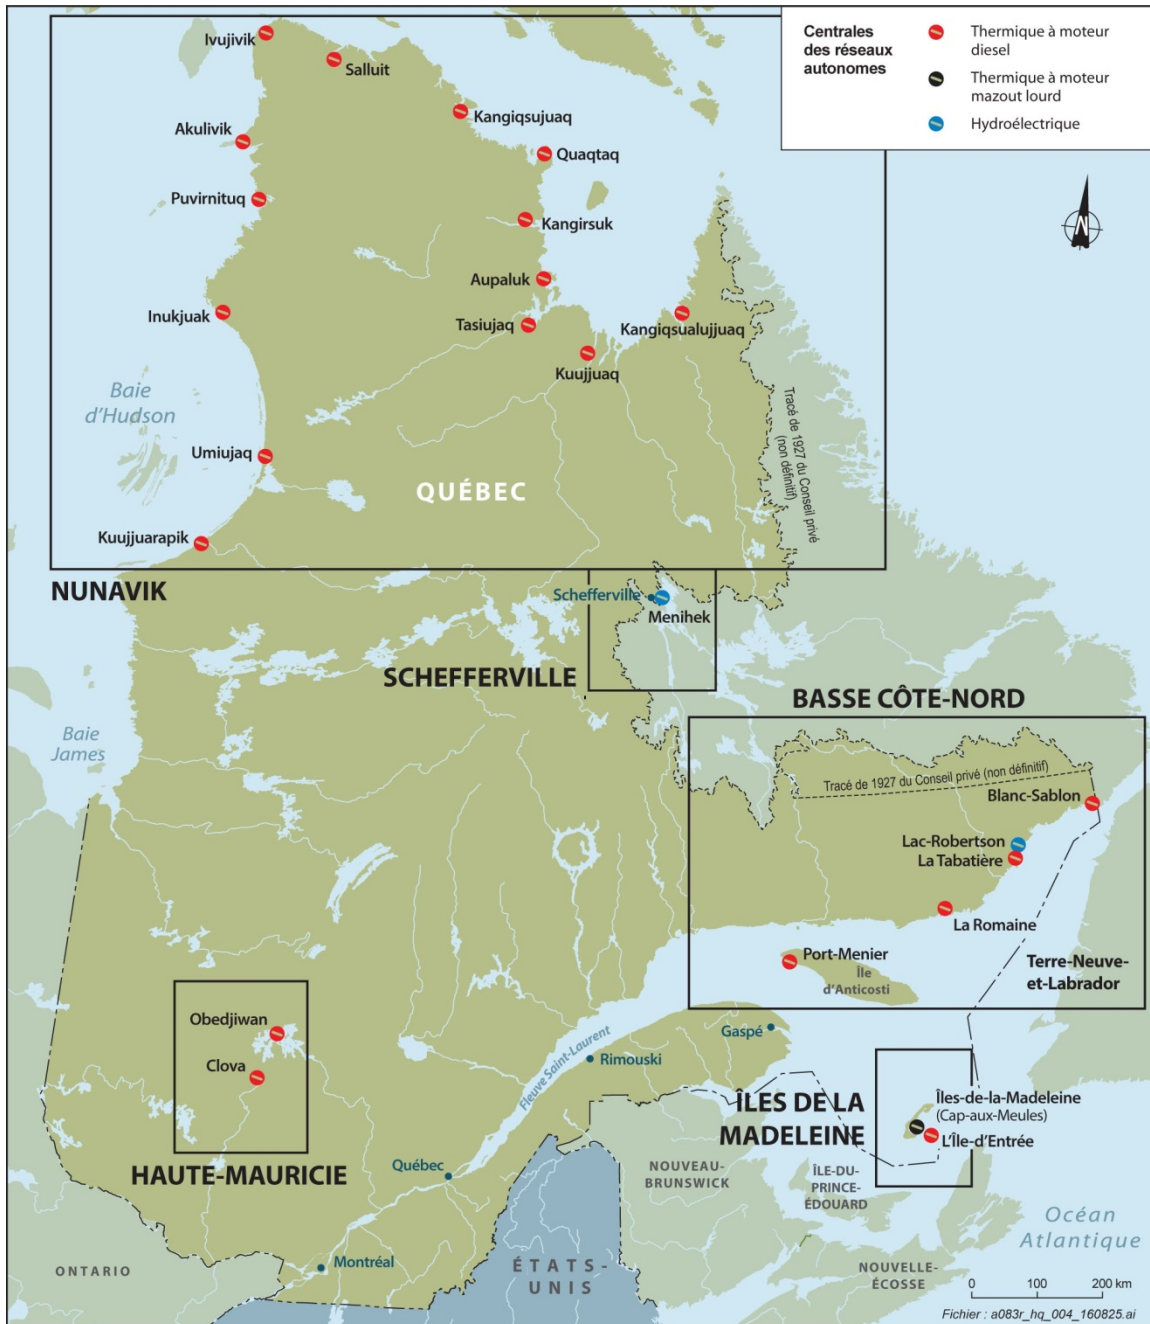 Centrales
des réseaux
autonomes
Thermique à moteur
diesel
Thermique à moteur
mazout lourd
Hydroélectrique
N
Ivujivik
Salluit
Kangiqsujuaq
Akulivik
Quaqtaq
Puvirnituq
Kangirsuk
Aupaluk
Inukjuak
Tasiujaq
Kangiqsualujjuaq
Kuujjuaq
Baie
d'Hudson
Tracé de 1927 du Conseil privé
(non définitif)
Umiujaq
QUÉBEC
Kuujjuarapik
NUNAVIK
Schefferville
Menihek
SCHEFFERVILLE
BASSE CÔTE-NORD
Baie
James
Tracé de 1927 du Conseil privé (non définitif)
Blanc-Sablon
Lac-Robertson
La Tabatière
La Romaine
Port-Menier
Île
d'Anticosti
Terre-Neuve-
et-Labrador
Obedjiwan
Clova
Gaspé
Rimouski
Fleuve Saint-Laurent
HAUTE-MAURICIE
ÎLES DE LA
MADELEINE
Îles-de-la-Madeleine
(Cap-aux-Meules)
L'Île-d'Entrée
Québec
NOUVEAU-
BRUNSWICK
ÎLE-DU-
PRINCE-
ÉDOUARD
Océan
Atlantique
Montréal
ONTARIO
ÉTATS-
UNIS
NOUVELLE-
ÉCOSSE
0 100 200 km
Fichier : a083r_hq_004_160825.ai